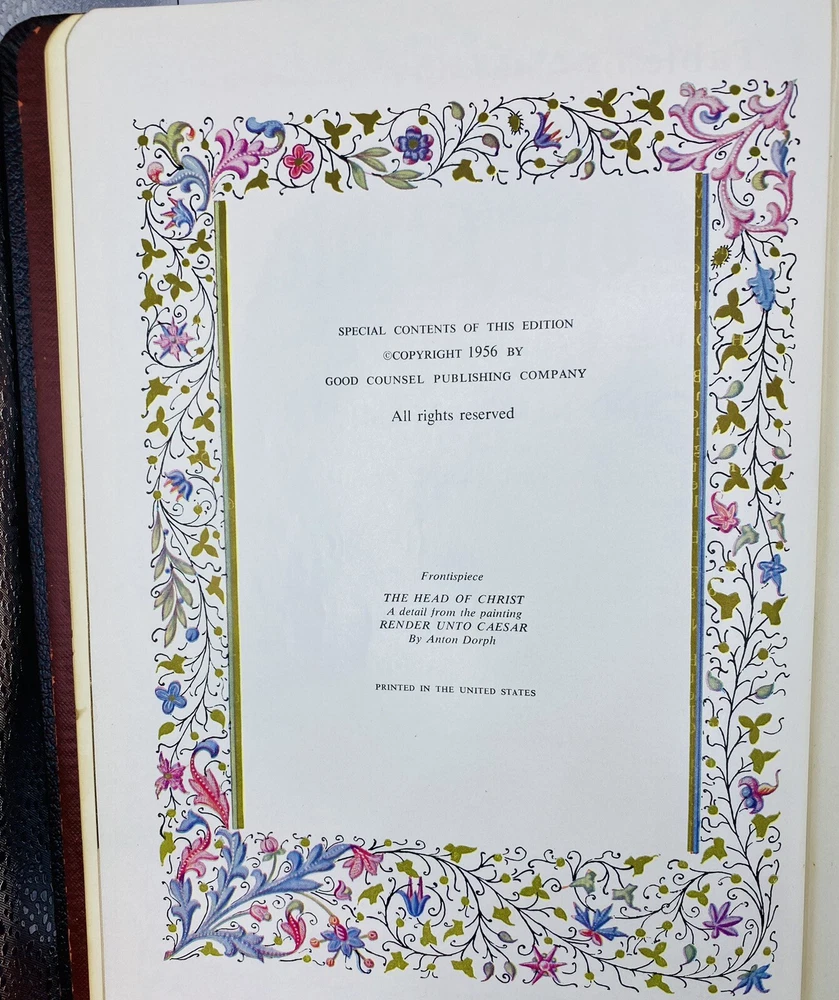 SPECIAL CONTENTS OF THIS EDITION
©COPYRIGHT 1956 BY
GOOD COUNSEL PUBLISHING COMPANY
All rights reserved
Frontispiece
THE HEAD OF CHRIST
A detail from the painting
RENDER UNTO CAESAR
By Anton Dorph
PRINTED IN THE UNITED STATES